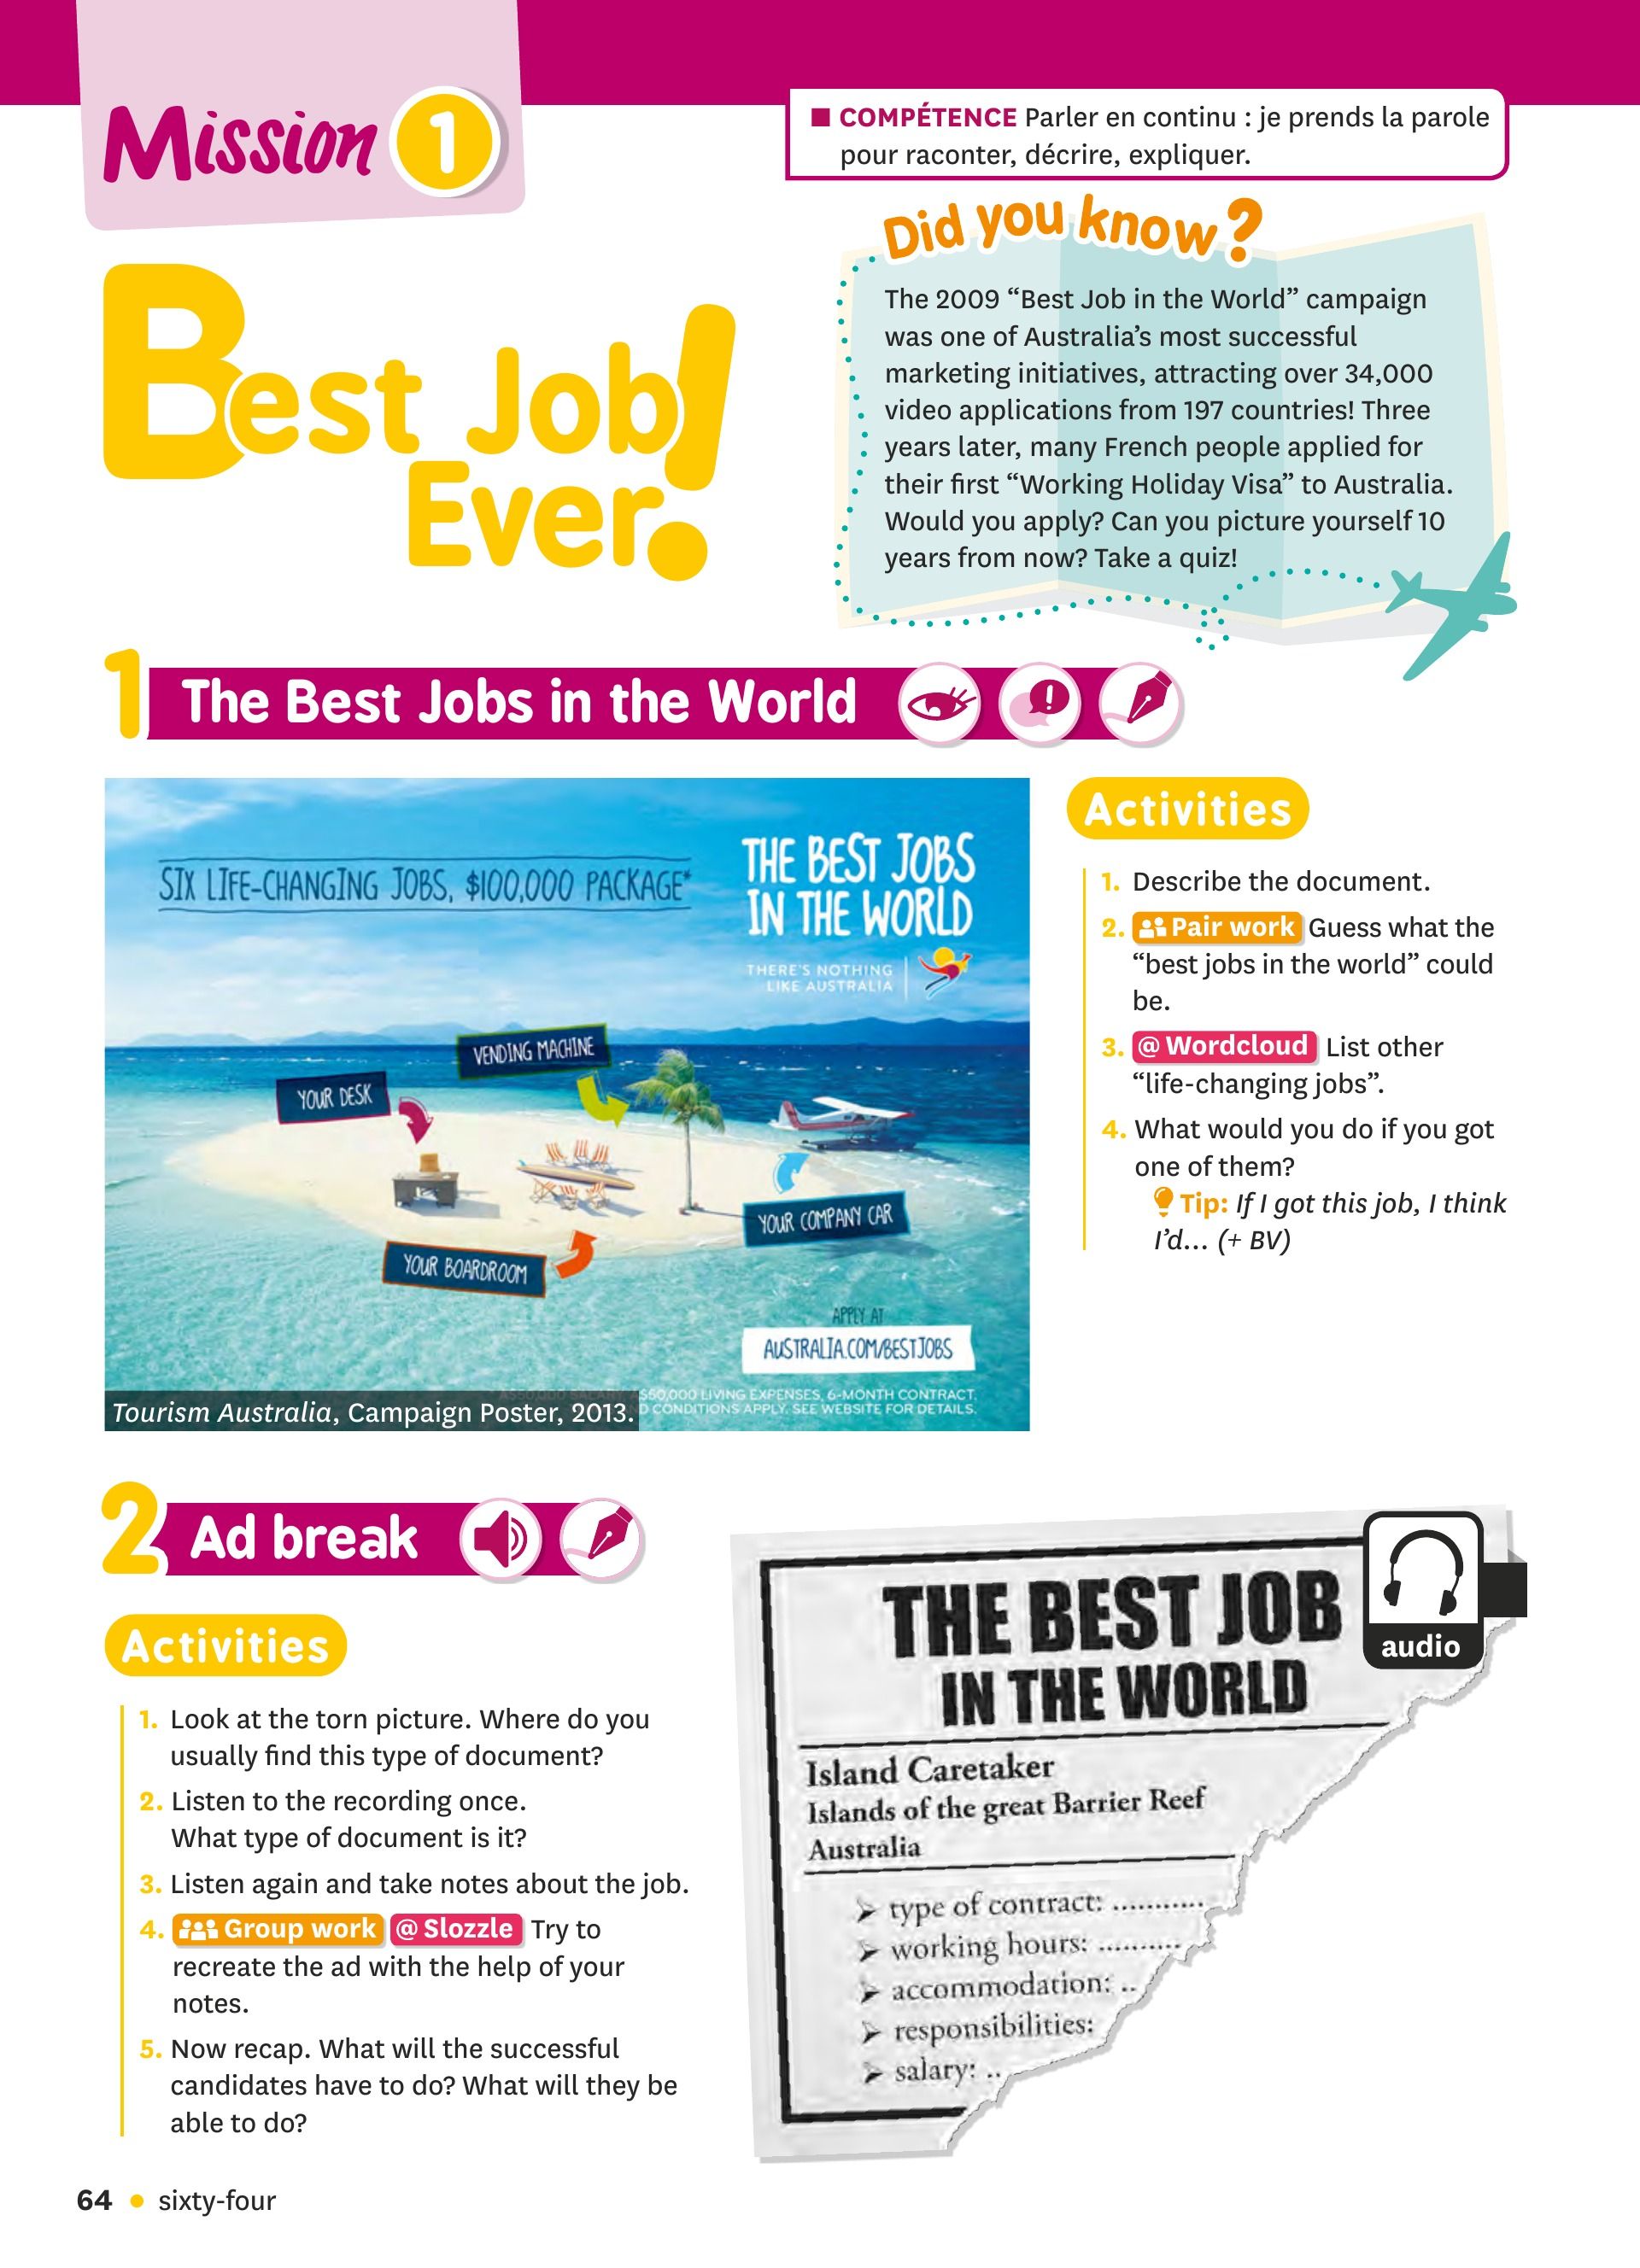 Mission 1
■ COMPÉTENCE Parler en continu : je prends la parole
pour raconter, décrire, expliquer.
Best Job
Ever!
Did you know?
The 2009 “Best Job in the World” campaign
was one of Australia’s most successful
marketing initiatives, attracting over 34,000
video applications from 197 countries! Three
years later, many French people applied for
their first “Working Holiday Visa” to Australia.
Would you apply? Can you picture yourself 10
years from now? Take a quiz!
1 The Best Jobs in the World
SIX LIFE-CHANGING JOBS, $100,000 PACKAGE*
THE BEST JOBS
IN THE WORLD
THERE'S NOTHING
LIKE AUSTRALIA
VENDING MACHINE
YOUR DESK
YOUR COMPANY CAR
YOUR BOARDROOM
APPLY AT
AUSTRALIA.COM/BESTJOBS
$50,000 LIVING EXPENSES, 6-MONTH CONTRACT.
CONDITIONS APPLY. SEE WEBSITE FOR DETAILS.
Tourism Australia, Campaign Poster, 2013.
Activities
1. Describe the document.
2. Pair work Guess what the
“best jobs in the world” could
be.
3. @ Wordcloud List other
“life-changing jobs”.
4. What would you do if you got
one of them?
Tip: If I got this job, I think
I’d... (+ BV)
2 Ad break
Activities
1. Look at the torn picture. Where do you
usually find this type of document?
2. Listen to the recording once.
What type of document is it?
3. Listen again and take notes about the job.
4. Group work @ Slozzle Try to
recreate the ad with the help of your
notes.
5. Now recap. What will the successful
candidates have to do? What will they be
able to do?
audio
THE BEST JOB
IN THE WORLD
Island Caretaker
Islands of the great Barrier Reef
Australia
➢ type of contract: ...........
➢ working hours: ..........
➢ accommodation: ..
➢ responsibilities:
➢ salary: ..
64 • sixty-four